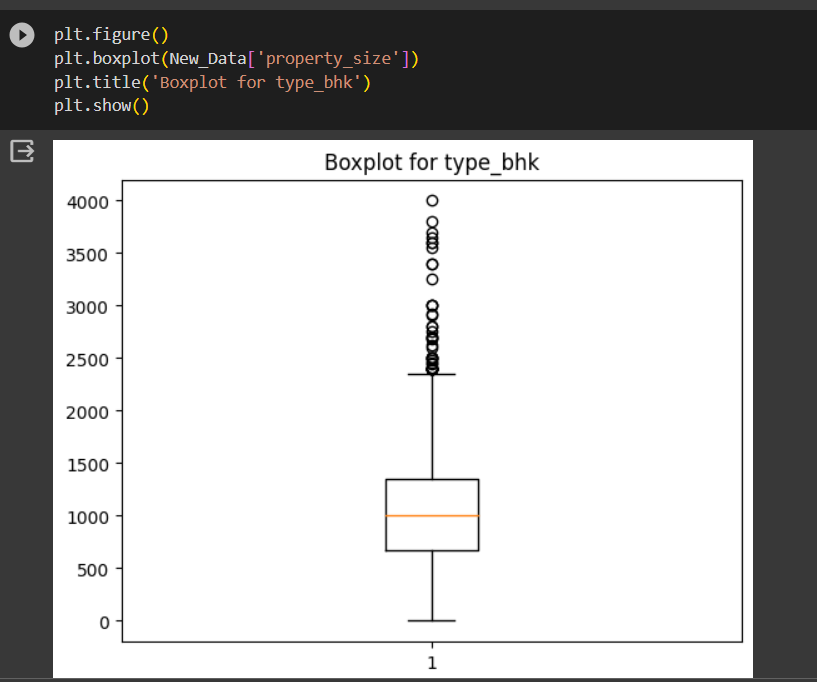 plt.figure()
plt.boxplot(New_Data['property_size'])
plt.title('Boxplot for type_bhk')
plt.show()
Boxplot for type_bhk
4000
3500
3000
2500
2000
1500
1000
500
0
1